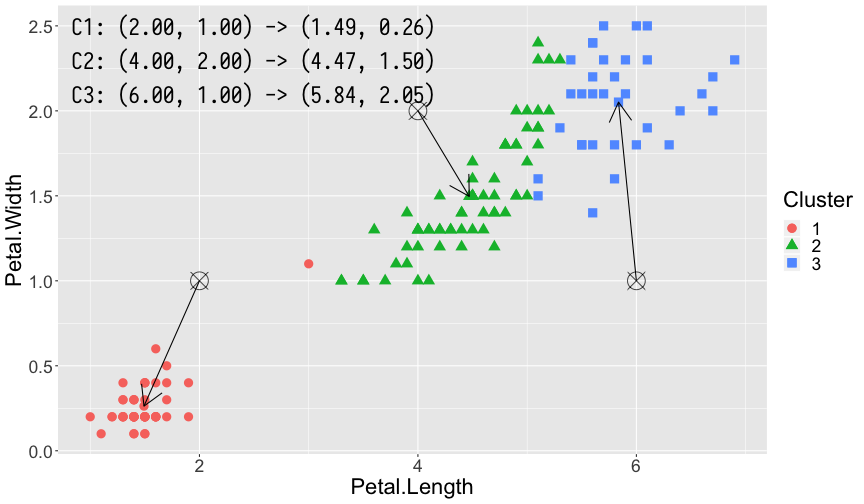 C1: (2.00, 1.00) -> (1.49, 0.26)
C2: (4.00, 2.00) -> (4.47, 1.50)
C3: (6.00, 1.00) -> (5.84, 2.05)
2.5
2.0
1.5
1.0
0.5
0.0
Petal.Width
2 4 6
Petal.Length
Cluster
1
2
3